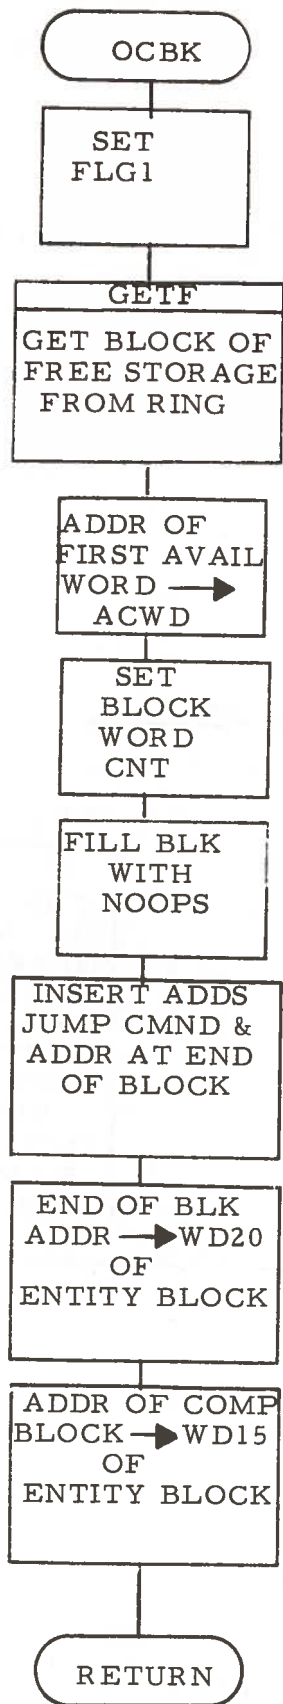 OCBK
SET
FLG1
GETF
GET BLOCK OF
FREE STORAGE
FROM RING
ADDR OF
FIRST AVAIL
WORD →
ACWD
SET
BLOCK
WORD
CNT
FILL BLK
WITH
NOOPS
INSERT ADDS
JUMP CMND &
ADDR AT END
OF BLOCK
END OF BLK
ADDR → WD20
OF
ENTITY BLOCK
ADDR OF COMP
BLOCK → WD15
OF
ENTITY BLOCK
RETURN